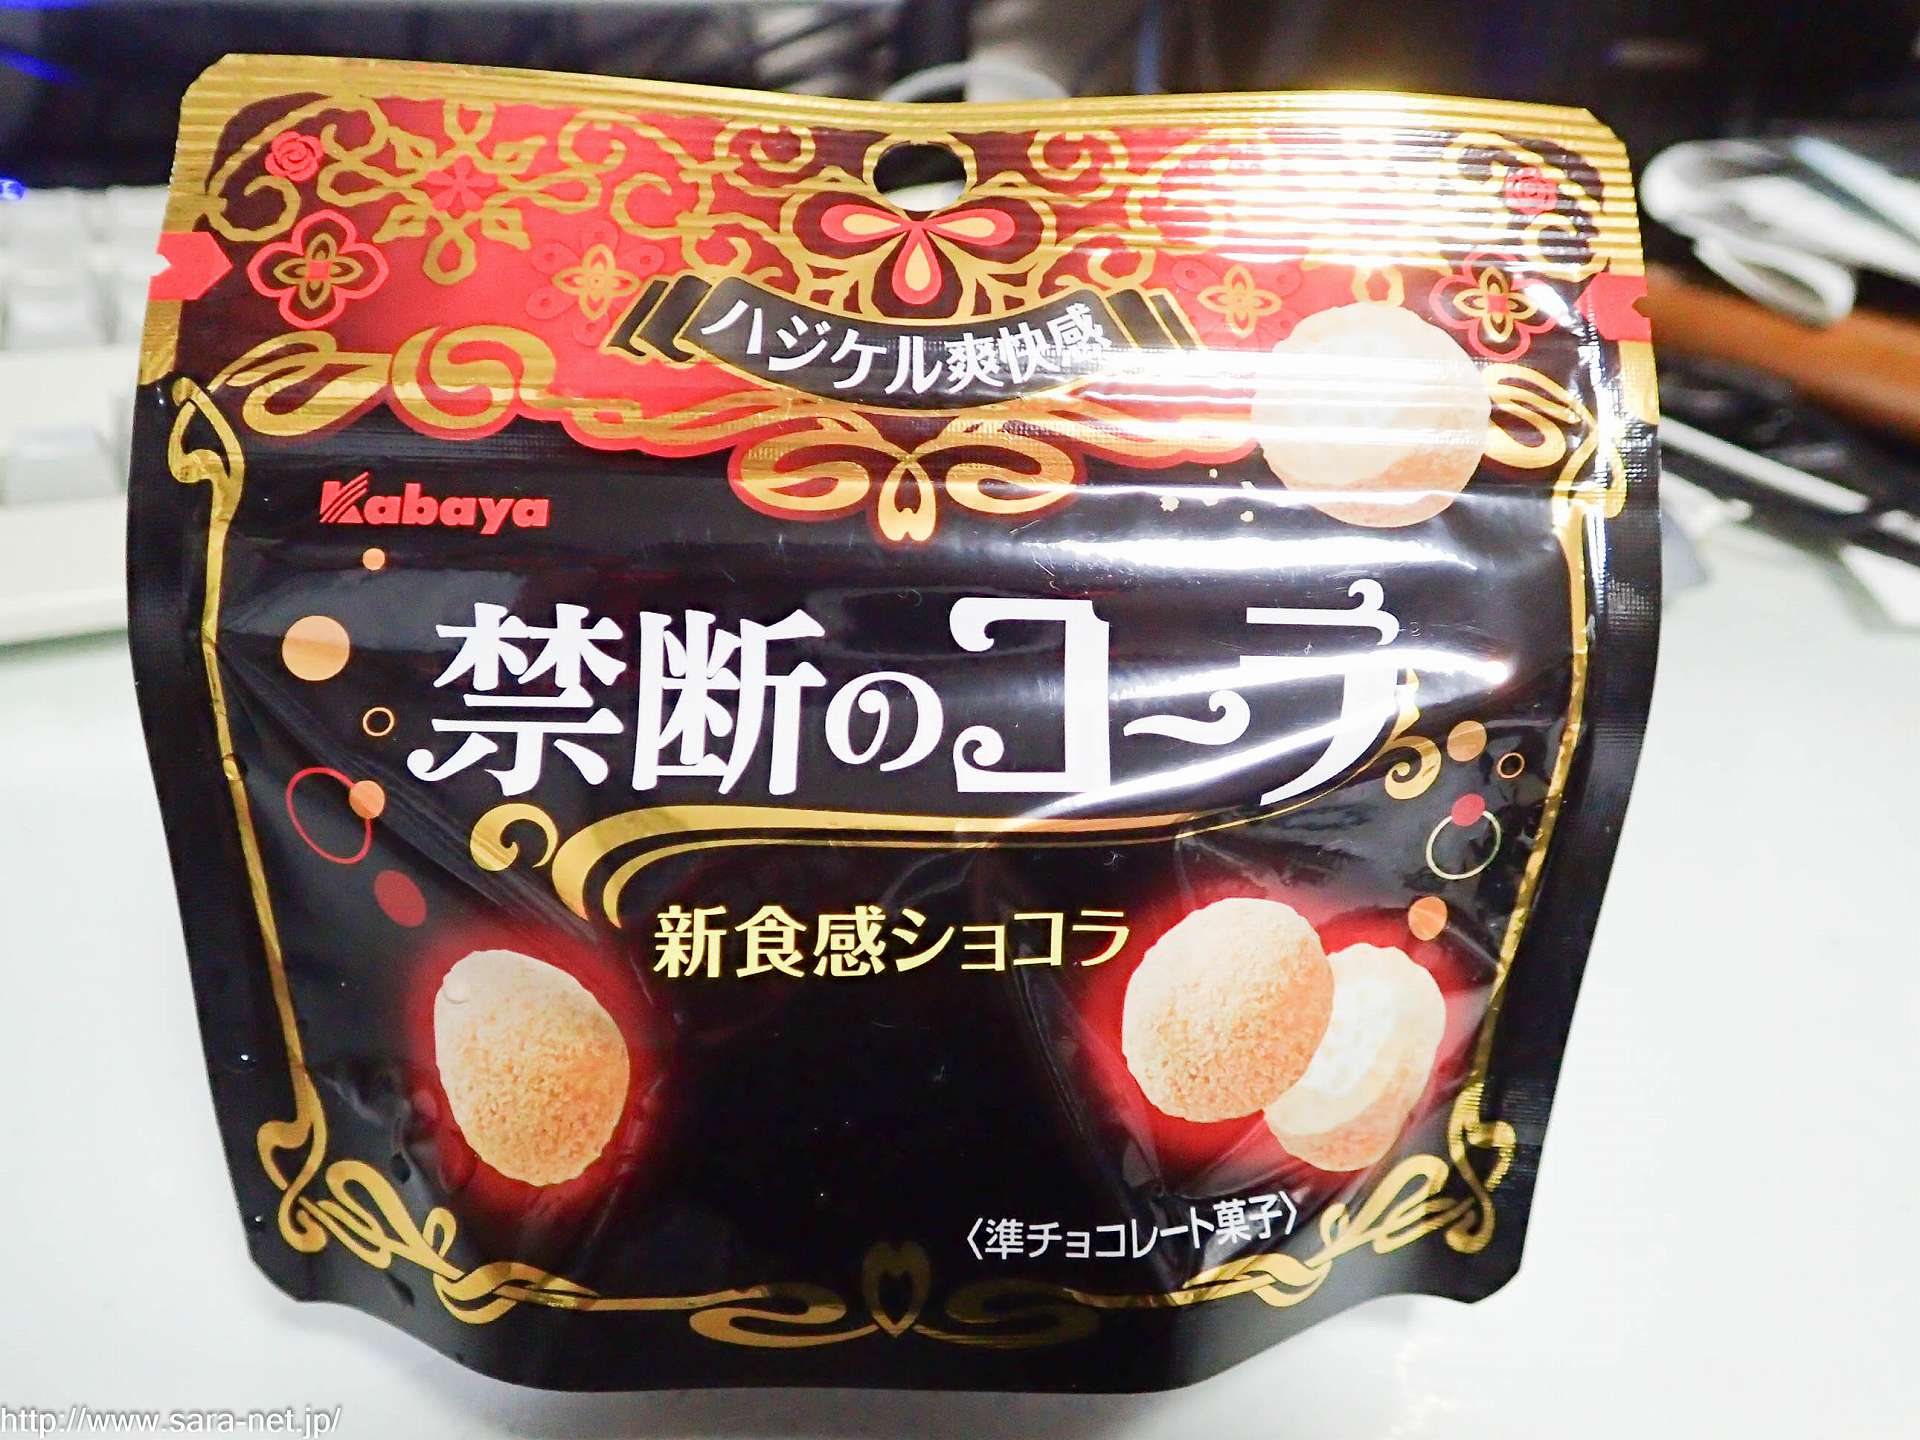 ハジケル爽快感
Kabaya
禁断のコーラ
新食感ショコラ
〈準チョコレート菓子〉
http://www.sara-net.jp/